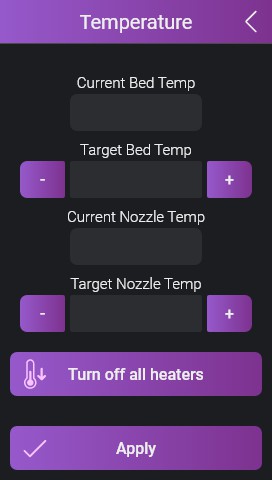 Temperature
Current Bed Temp
Target Bed Temp
- +
Current Nozzle Temp
Target Nozzle Temp
- +
Turn off all heaters
Apply